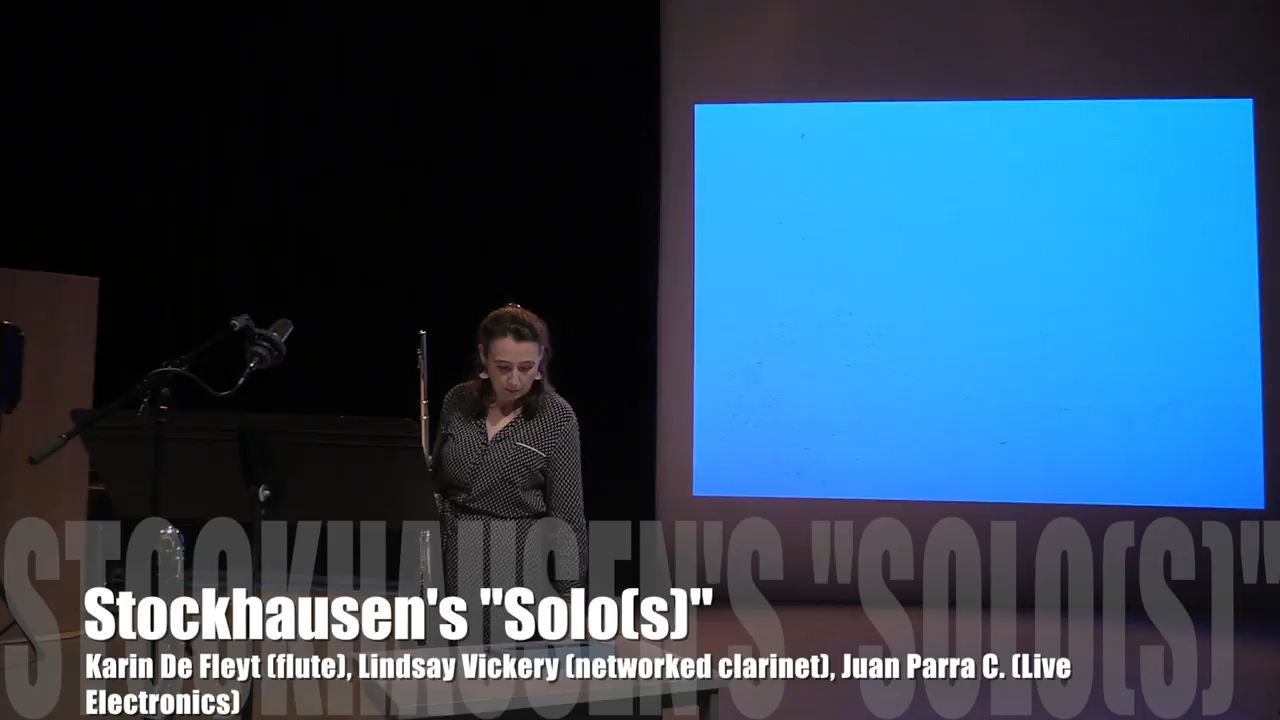 STOCKHAUSEN'S "SOLO(S)"
Stockhausen's "Solo(s)"
Karin De Fleyt (flute), Lindsay Vickery (networked clarinet), Juan Parra C. (Live
Electronics)